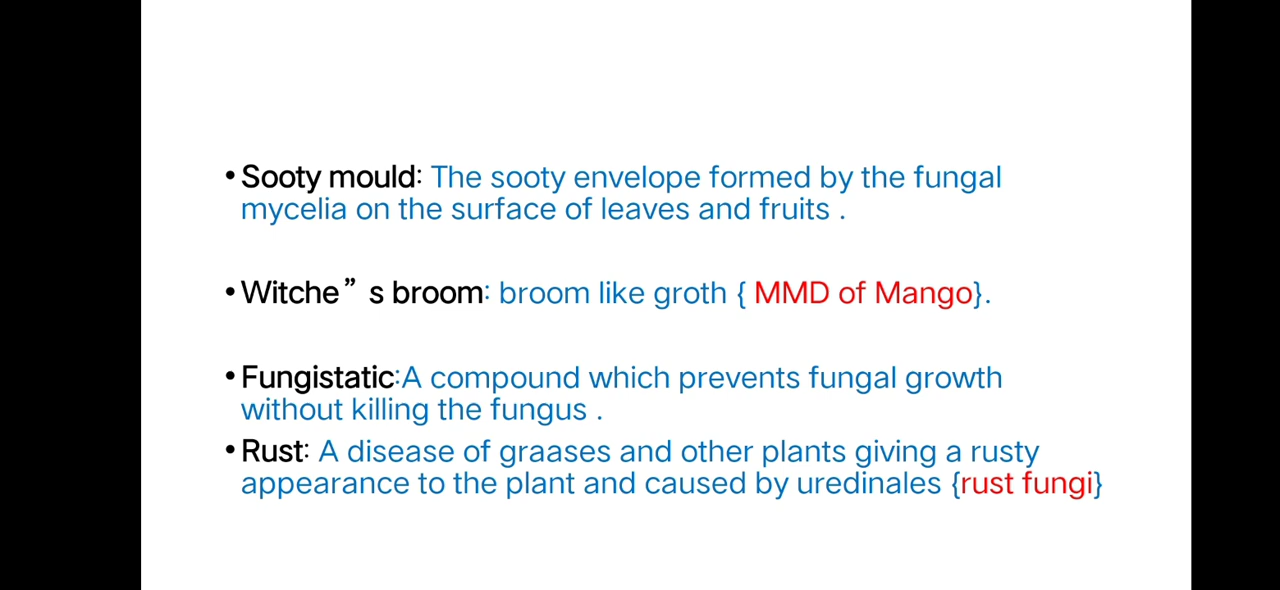 • Sooty mould: The sooty envelope formed by the fungal
mycelia on the surface of leaves and fruits .
• Witche” s broom: broom like groth { MMD of Mango}.
• Fungistatic:A compound which prevents fungal growth
without killing the fungus .
• Rust: A disease of graases and other plants giving a rusty
appearance to the plant and caused by uredinales {rust fungi}